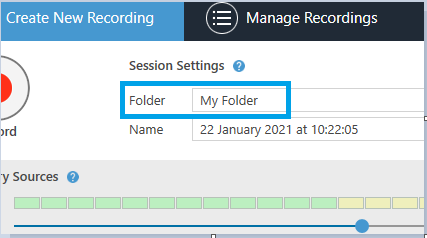 Create New Recording
Manage Recordings
Session Settings ?
Folder My Folder
Name 22 January 2021 at 10:22:05
ord
y Sources ?